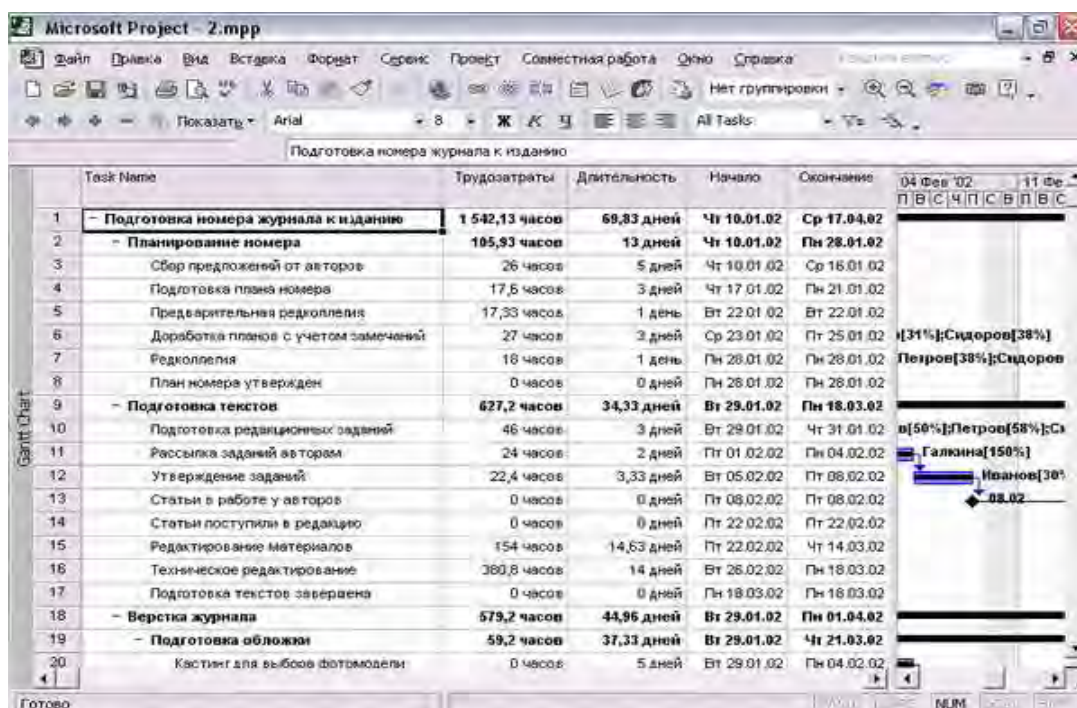 Microsoft Project - 2.mpp
Файл Правка Вид Вставка Формат Сервис Проект Совместная работа Окно Справка
Нет группировки
Показать Arial 8 Ж К Ч All Tasks
Подготовка номера журнала к изданию
Task Name Трудозатраты Длительность Начало Окончание 04 Фев '02 11 Фе
П В С Ч П С В П В С
1 − Подготовка номера журнала к изданию 1 542,13 часов 69,83 дней Чт 10.01.02 Ср 17.04.02
2 − Планирование номера 105,93 часов 13 дней Чт 10.01.02 Пн 28.01.02
3 Сбор предложений от авторов 26 часов 5 дней Чт 10.01.02 Ср 16.01.02
4 Подготовка плана номера 17,6 часов 3 дней Чт 17.01.02 Пн 21.01.02
5 Предварительная редколлегия 17,33 часов 1 день Вт 22.01.02 Вт 22.01.02
6 Доработка планов с учетом замечаний 27 часов 3 дней Ср 23.01.02 Пт 25.01.02 [31%];Сидоров[38%]
7 Редколлегия 18 часов 1 день Пн 28.01.02 Пн 28.01.02 Петров[38%];Сидоров
8 План номера утвержден 0 часов 0 дней Пн 28.01.02 Пн 28.01.02
9 − Подготовка текстов 627,2 часов 34,33 дней Вт 29.01.02 Пн 18.03.02
10 Подготовка редакционных заданий 46 часов 3 дней Вт 29.01.02 Чт 31.01.02 в[50%];Петров[58%];Си
11 Рассылка заданий авторам 24 часов 2 дней Пт 01.02.02 Пн 04.02.02 Галкина[150%]
12 Утверждение заданий 22,4 часов 3,33 дней Вт 05.02.02 Пт 08.02.02 Иванов[30%
13 Статьи в работе у авторов 0 часов 0 дней Пт 08.02.02 Пт 08.02.02 08.02
14 Статьи поступили в редакцию 0 часов 0 дней Пт 22.02.02 Пт 22.02.02
15 Редактирование материалов 154 часов 14,63 дней Пт 22.02.02 Чт 14.03.02
16 Техническое редактирование 380,8 часов 14 дней Вт 26.02.02 Пн 18.03.02
17 Подготовка текстов завершена 0 часов 0 дней Пн 18.03.02 Пн 18.03.02
18 − Верстка журнала 579,2 часов 44,96 дней Вт 29.01.02 Пн 01.04.02
19 − Подготовка обложки 59,2 часов 37,33 дней Вт 29.01.02 Чт 21.03.02
20 Кастинг для выбора фотомодели 0 часов 5 дней Вт 29.01.02 Пн 04.02.02
Gantt Chart
Готово NUM